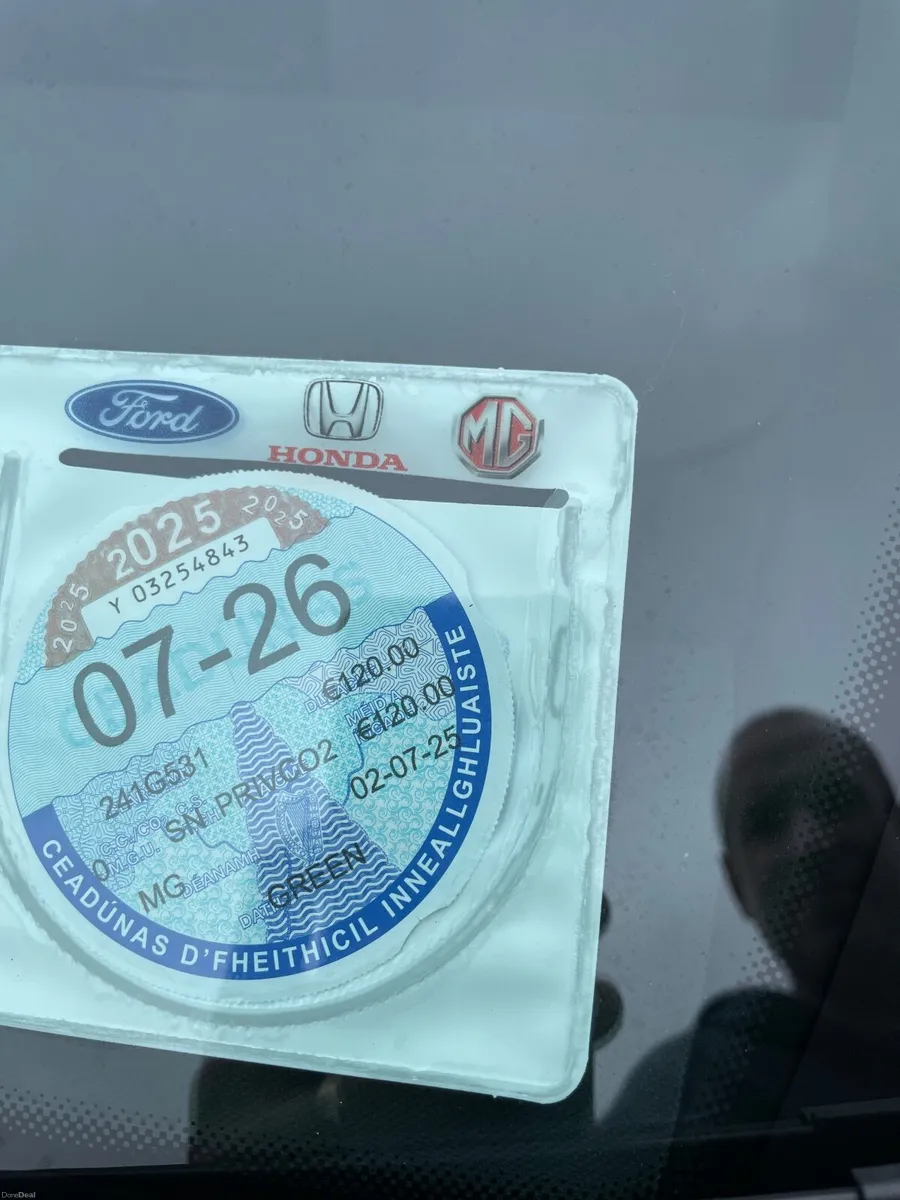 Ford
HONDA
MG
2025 2025 2025
Y 03254843
07-26
€120.00
€120.00
241G531
SN PRIVCO2
02-07-25
0
MG
GREEN
CEADÚNAS D'FHEITHICIL INNEALLGHLUAISTE
DoneDeal